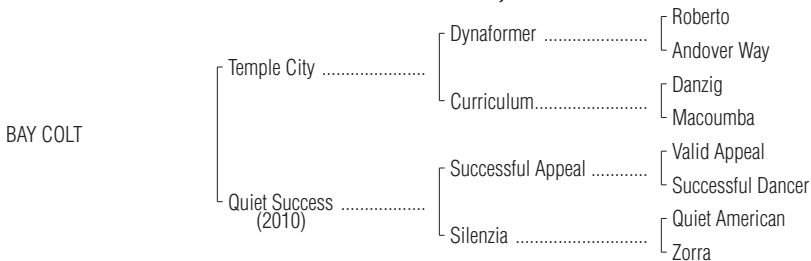 Roberto
Dynaformer ......................
Andover Way
Temple City ......................
Danzig
Curriculum........................
Macoumba
BAY COLT
Valid Appeal
Successful Appeal ............
Successful Dancer
Quiet Success ..................
(2010)
Quiet American
Silenzia ............................
Zorra